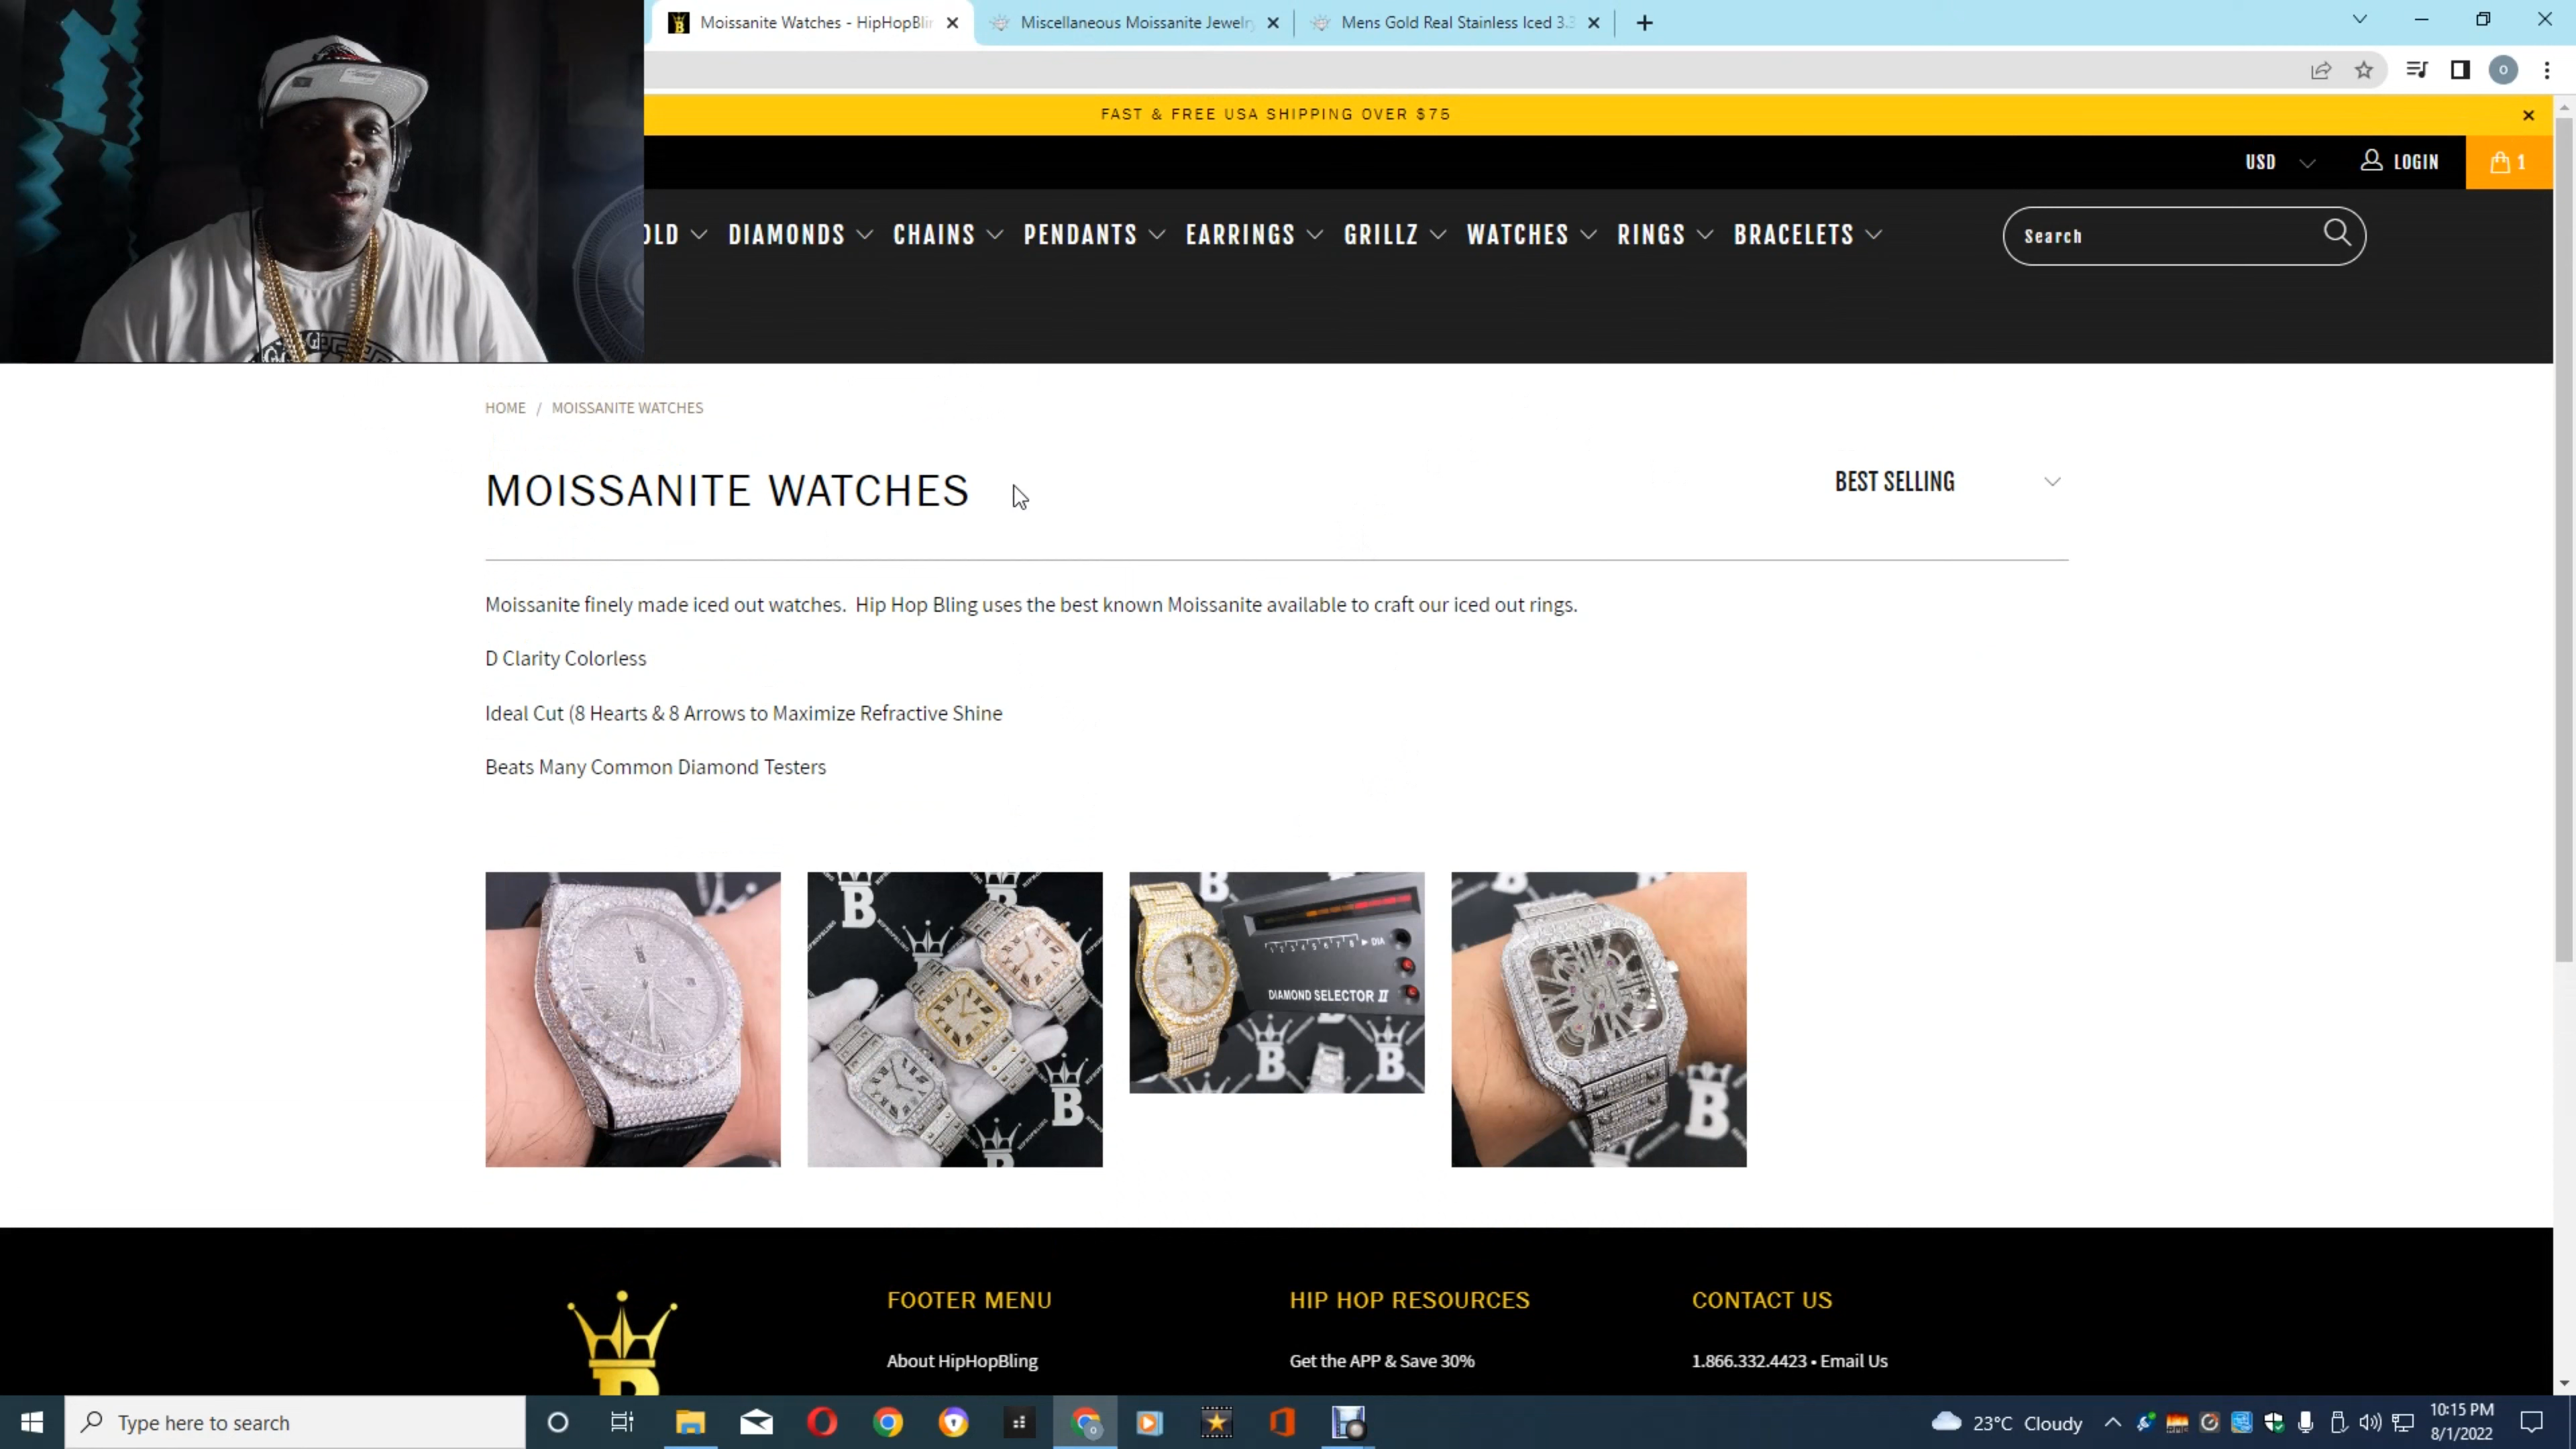 Moissanite Watches - HipHopBlin
Miscellaneous Moissanite Jewelry
Mens Gold Real Stainless Iced 3.3
FAST & FREE USA SHIPPING OVER $75
USD
LOGIN
1
OLD
DIAMONDS
CHAINS
PENDANTS
EARRINGS
GRILLZ
WATCHES
RINGS
BRACELETS
Search
HOME / MOISSANITE WATCHES
MOISSANITE WATCHES
BEST SELLING
Moissanite finely made iced out watches. Hip Hop Bling uses the best known Moissanite available to craft our iced out rings.
D Clarity Colorless
Ideal Cut (8 Hearts & 8 Arrows to Maximize Refractive Shine
Beats Many Common Diamond Testers
B
HIPHOPBLING
B
DIA
DIAMOND SELECTOR II
B
B
B
FOOTER MENU
HIP HOP RESOURCES
CONTACT US
About HipHopBling
Get the APP & Save 30%
1.866.332.4423 • Email Us
Type here to search
23°C Cloudy
10:15 PM
8/1/2022